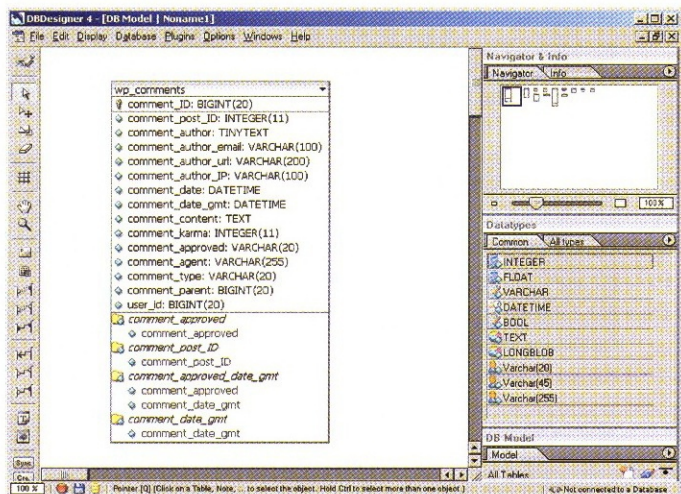 DBDesigner 4 - [DB Model | Noname1]
File Edit Display Database Plugins Options Windows Help
wp_comments
comment_ID: BIGINT(20)
comment_post_ID: INTEGER(11)
comment_author: TINYTEXT
comment_author_email: VARCHAR(100)
comment_author_url: VARCHAR(200)
comment_author_IP: VARCHAR(100)
comment_date: DATETIME
comment_date_gmt: DATETIME
comment_content: TEXT
comment_karma: INTEGER(11)
comment_approved: VARCHAR(20)
comment_agent: VARCHAR(255)
comment_type: VARCHAR(20)
comment_parent: BIGINT(20)
user_id: BIGINT(20)
comment_approved
comment_approved
comment_post_ID
comment_post_ID
comment_approved_date_gmt
comment_approved
comment_date_gmt
comment_date_gmt
comment_date_gmt
Navigator & Info
Navigator Info
100%
Datatypes
Common All types
INTEGER
FLOAT
VARCHAR
DATETIME
BOOL
TEXT
LONGBLOB
Varchar(20)
Varchar(45)
Varchar(255)
DB Model
Model
All Tables
Sync
100 % Pointer [Q] (Click on a Table, Note, ... to select the object. Hold Ctrl to select more than one object.) Not connected to a Database